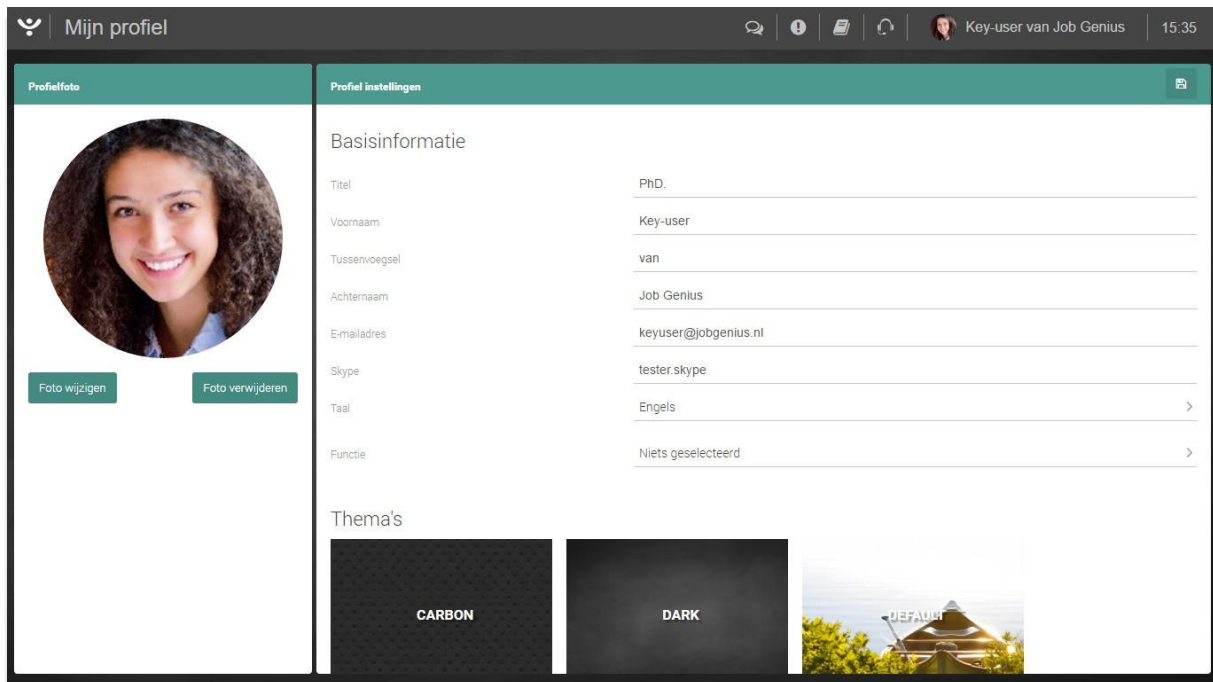 Mijn profiel
Key-user van Job Genius
15:35
Profielfoto
Foto wijzigen
Foto verwijderen
Profiel instellingen
Basisinformatie
Titel PhD.
Voornaam Key-user
Tussenvoegsel van
Achternaam Job Genius
E-mailadres keyuser@jobgenius.nl
Skype tester.skype
Taal Engels
Functie Niets geselecteerd
Thema's
CARBON
DARK
DEFAULT